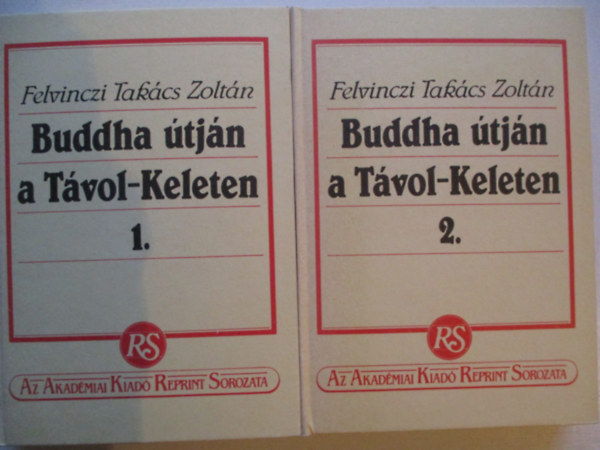 Felvinczi Takács Zoltán
Buddha útján
a Távol-Keleten
1.
RS
Az Akadémiai Kiadó Reprint Sorozata
Felvinczi Takács Zoltán
Buddha útján
a Távol-Keleten
2.
RS
Az Akadémiai Kiadó Reprint Sorozata